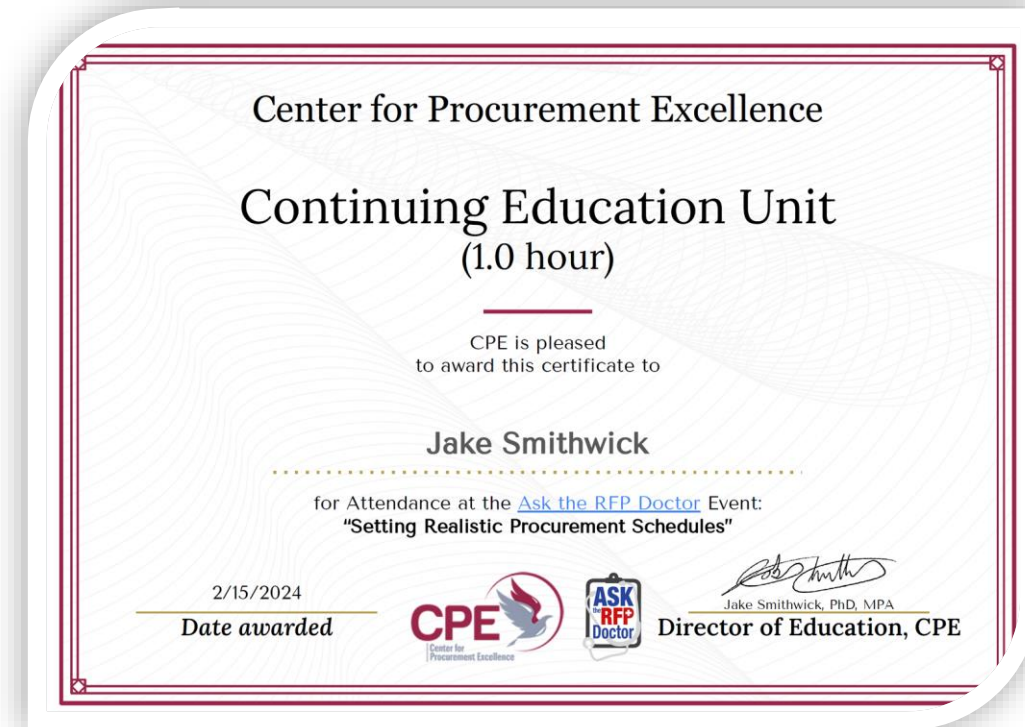 Center for Procurement Excellence
Continuing Education Unit
(1.0 hour)
CPE is pleased
to award this certificate to
Jake Smithwick
for Attendance at the Ask the RFP Doctor Event:
“Setting Realistic Procurement Schedules”
2/15/2024
Date awarded
CPE
Center for
Procurement Excellence
ASK
the RFP
Doctor
Jake Smithwick, PhD, MPA
Director of Education, CPE